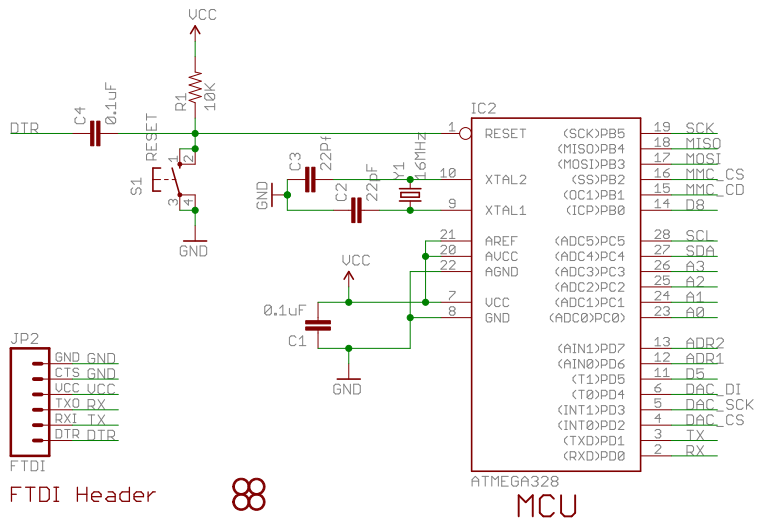 VCC
R1
10K
C4
0.1uF
DTR
RESET
S1
1
2
3
4
GND
GND
C3
22Pf
C2
22pF
Y1
16MHz
VCC
0.1uF
C1
GND
IC2
1 RESET (SCK)PB5 19 SCK
(MISO)PB4 18 MISO
(MOSI)PB3 17 MOSI
10 XTAL2 (SS)PB2 16 MMC_CS
(OC1)PB1 15 MMC_CD
9 XTAL1 (ICP)PB0 14 D8
21 AREF (ADC5)PC5 28 SCL
20 AVCC (ADC4)PC4 27 SDA
22 AGND (ADC3)PC3 26 A3
(ADC2)PC2 25 A2
7 VCC (ADC1)PC1 24 A1
8 GND (ADC0)PC0 23 A0
(AIN1)PD7 13 ADR2
(AIN0)PD6 12 ADR1
(T1)PD5 11 D5
(T0)PD4 6 DAC_DI
(INT1)PD3 5 DAC_SCK
(INT0)PD2 4 DAC_CS
(TXD)PD1 3 TX
(RXD)PD0 2 RX
ATMEGA328
MCU
JP2
GND GND
CTS GND
VCC VCC
TXO RX
RXI TX
DTR DTR
FTDI
FTDI Header